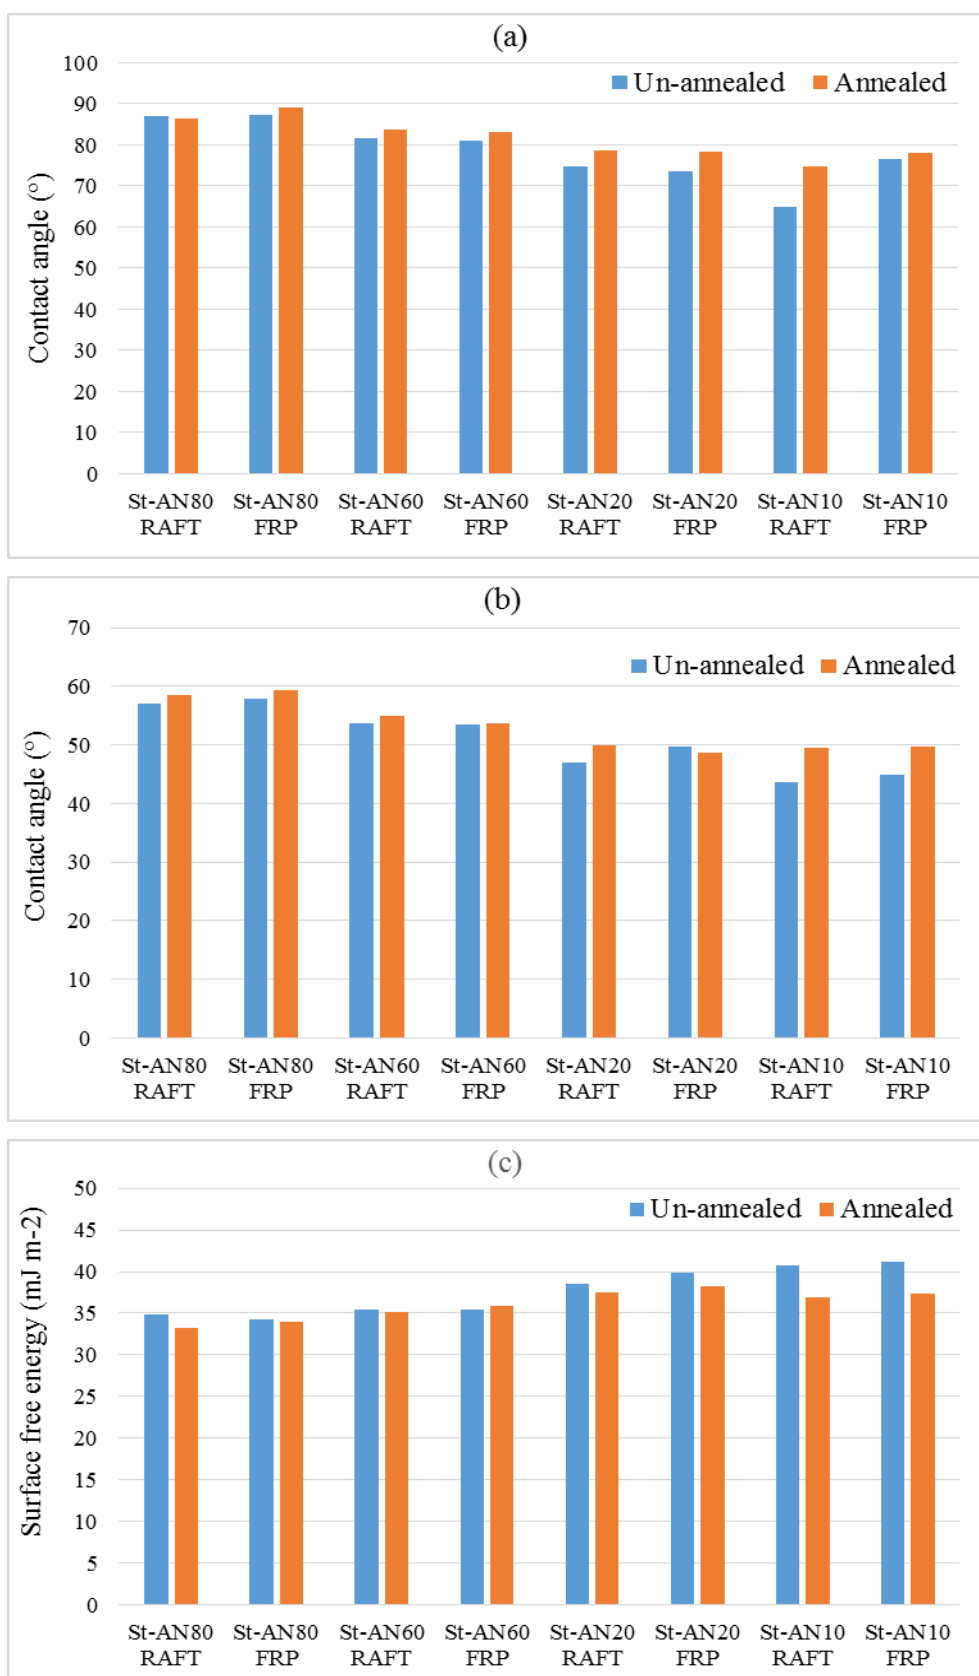 (a)
Un-annealed Annealed
Contact angle (°)
100
90
80
70
60
50
40
30
20
10
0
St-AN80 St-AN80 St-AN60 St-AN60 St-AN20 St-AN20 St-AN10 St-AN10
RAFT FRP RAFT FRP RAFT FRP RAFT FRP
(b)
Un-annealed Annealed
Contact angle (°)
70
60
50
40
30
20
10
0
St-AN80 St-AN80 St-AN60 St-AN60 St-AN20 St-AN20 St-AN10 St-AN10
RAFT FRP RAFT FRP RAFT FRP RAFT FRP
(c)
Un-annealed Annealed
Surface free energy (mJ m-2)
50
45
40
35
30
25
20
15
10
5
0
St-AN80 St-AN80 St-AN60 St-AN60 St-AN20 St-AN20 St-AN10 St-AN10
RAFT FRP RAFT FRP RAFT FRP RAFT FRP